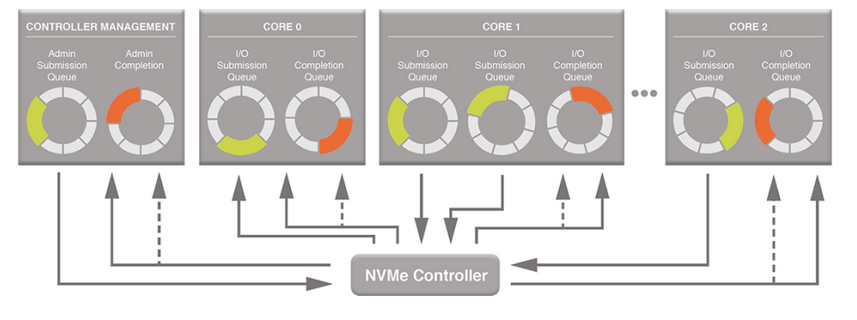 CONTROLLER MANAGEMENT
Admin
Submission
Queue
Admin
Completion
CORE 0
I/O
Submission
Queue
I/O
Completion
Queue
CORE 1
I/O
Submission
Queue
I/O
Submission
Queue
I/O
Completion
Queue
CORE 2
I/O
Submission
Queue
I/O
Completion
Queue
NVMe Controller